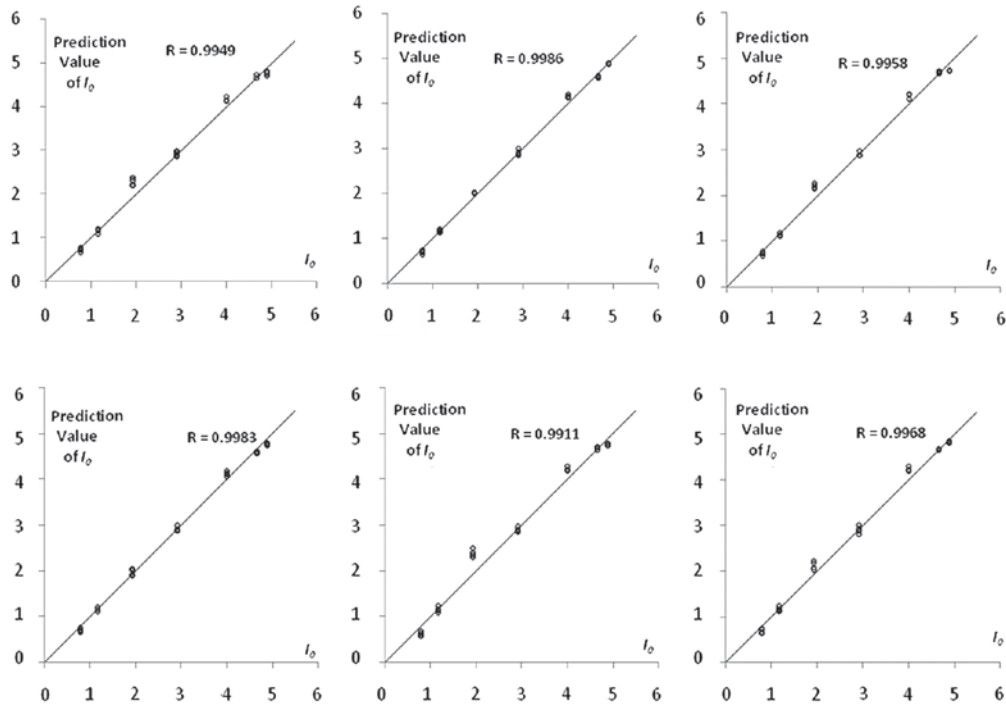 6
Prediction
Value
of I₀
R = 0.9949
5
4
3
2
1
0
I₀
0 1 2 3 4 5 6
6
Prediction
Value
of I₀
R = 0.9986
5
4
3
2
1
0
I₀
0 1 2 3 4 5 6
6
Prediction
Value
of I₀
R = 0.9958
5
4
3
2
1
0
I₀
0 1 2 3 4 5 6
6
Prediction
Value
of I₀
R = 0.9983
5
4
3
2
1
0
I₀
0 1 2 3 4 5 6
6
Prediction
Value
of I₀
R = 0.9911
5
4
3
2
1
0
I₀
0 1 2 3 4 5 6
6
Prediction
Value
of I₀
R = 0.9968
5
4
3
2
1
0
I₀
0 1 2 3 4 5 6